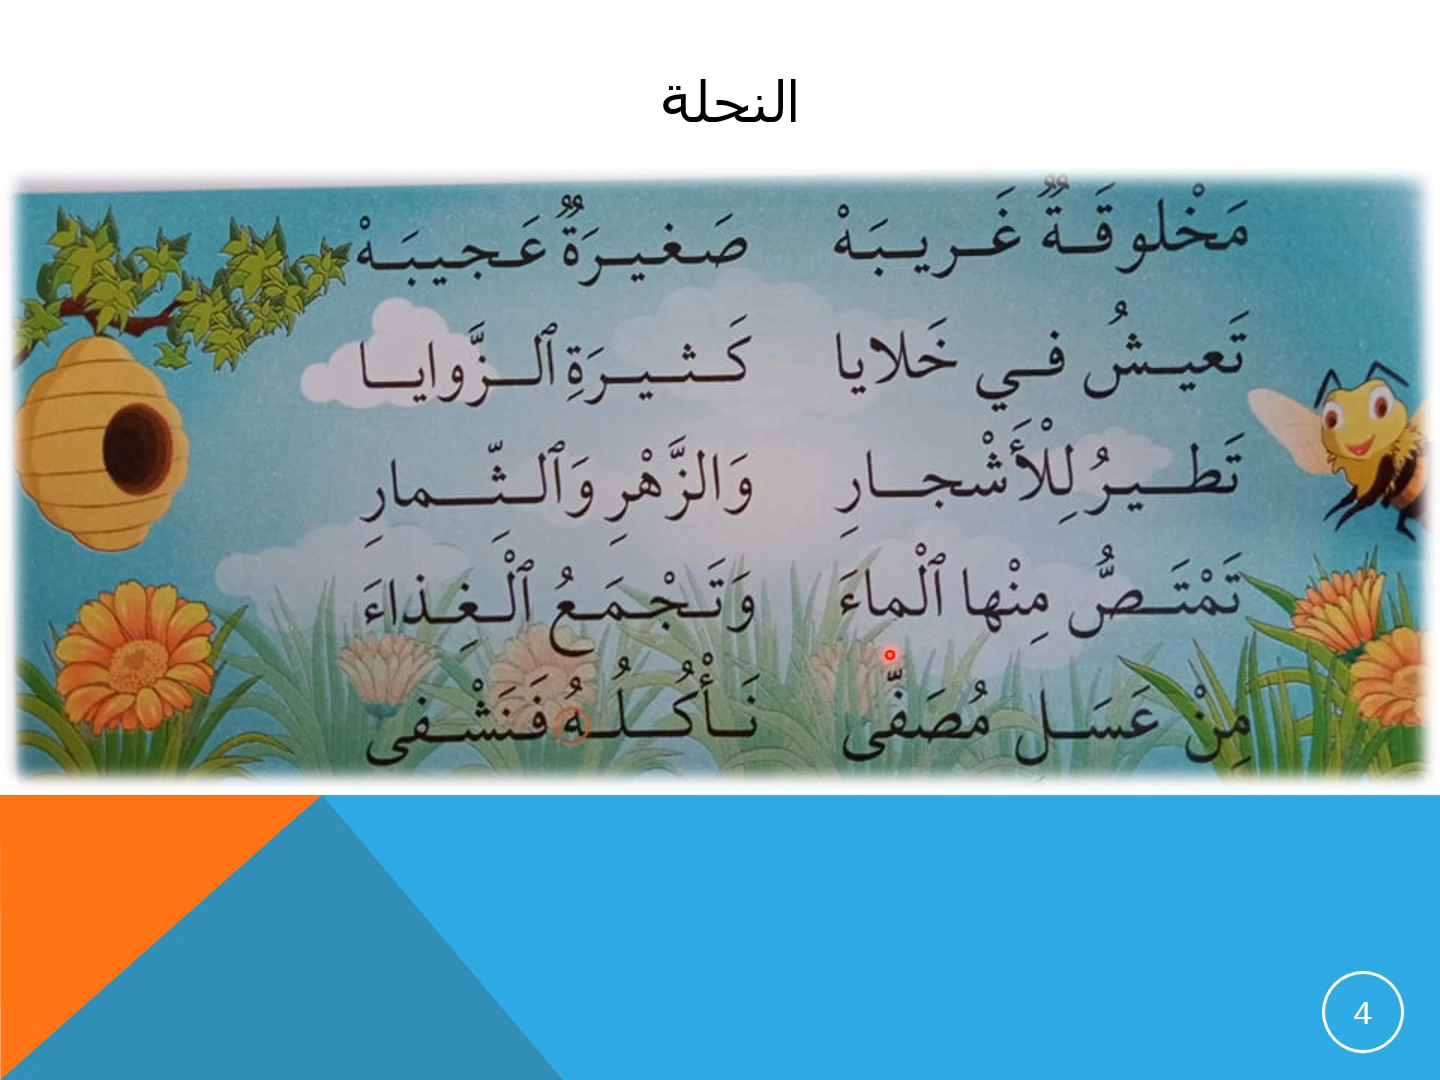 النحلة
مَخْلوقَةٌ غَريبَهْ صَغيرَةٌ عَجيبَهْ
تَعيشُ في خَلايا كَثيرَةِ ٱلزَّوايا
تَطيرُ لِلْأَشْجارِ وَالزَّهْرِ وَٱلثِّمارِ
تَمْتَصُّ مِنْها ٱلْماءَ وَتَجْمَعُ ٱلْغِذاءَ
مِنْ عَسَلٍ مُصَفّى نَأْكُلُهُ فَنَشْفى
4